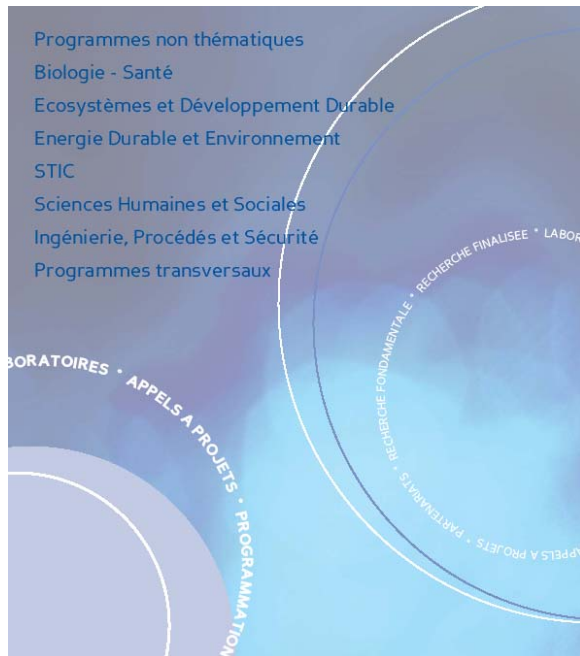 Programmes non thématiques
Biologie - Santé
Ecosystèmes et Développement Durable
Energie Durable et Environnement
STIC
Sciences Humaines et Sociales
Ingénierie, Procédés et Sécurité
Programmes transversaux
APPELS A PROJETS * PARTENARIATS * RECHERCHE FONDAMENTALE * RECHERCHE FINALISEE * LABOR
BORATOIRES * APPELS A PROJETS * PROGRAMMATION